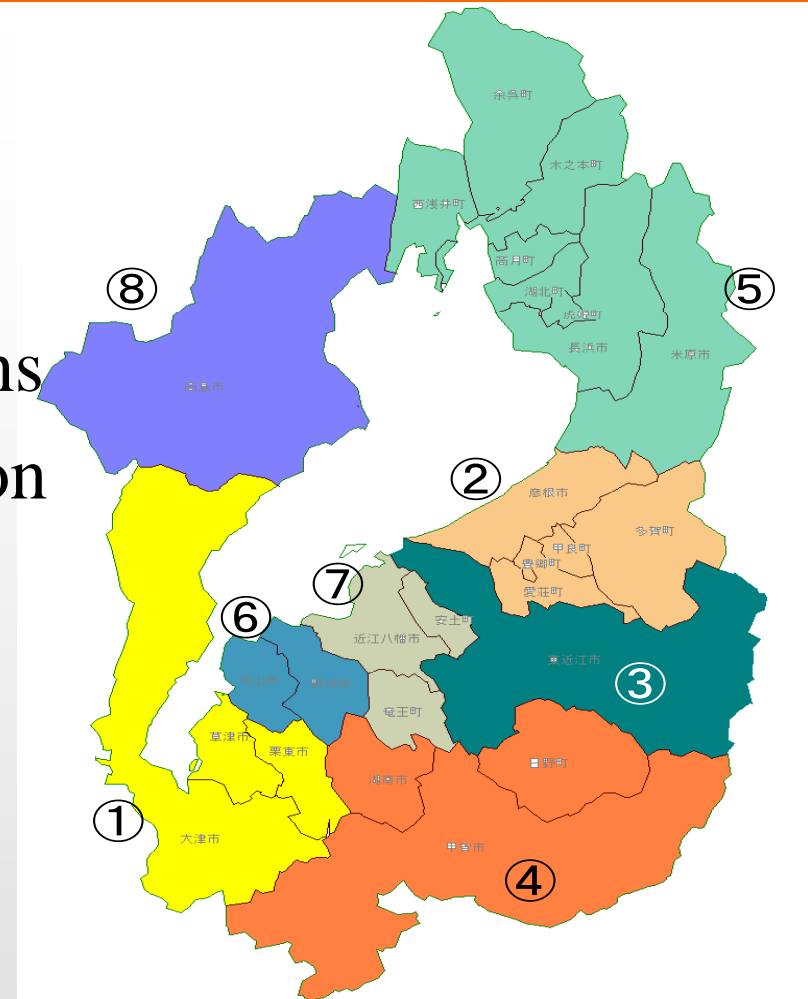 余呉町
木之本町
西浅井町
高月町
⑧
⑤
湖北町
虎姫町
ns
長浜市
米原市
高島市
on
②
彦根市
多賀町
甲良町
豊郷町
⑦
愛荘町
⑥
安土町
近江八幡市
東近江市
③
守山市
野洲市
竜王町
草津市
栗東市
日野町
湖南市
①
大津市
甲賀市
④